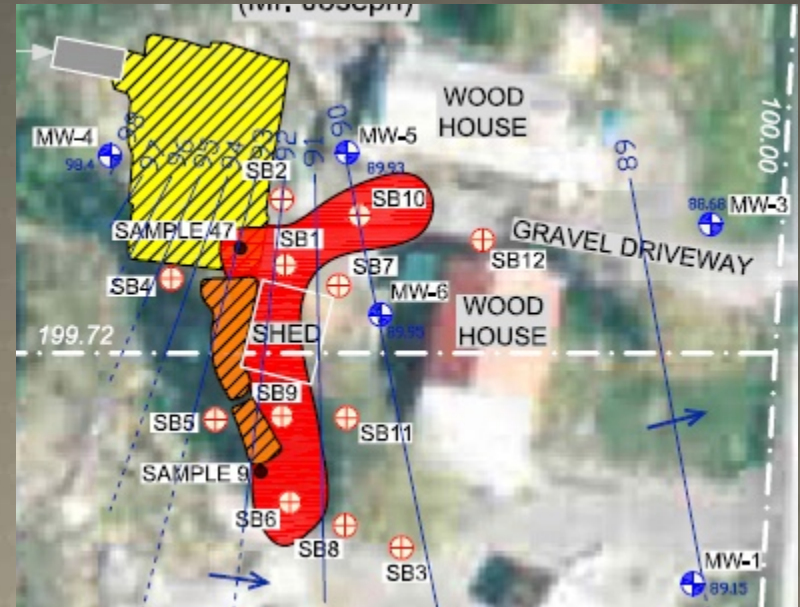 (Mr. Joseph)
WOOD
HOUSE
MW-4
98.4
98
97
96
95
94
93
92
91
90
MW-5
89.93
89
100.00
SB2
SB10
88.68
MW-3
SAMPLE 47
SB1
GRAVEL DRIVEWAY
SB12
SB4
SB7
MW-6
89.95
WOOD
HOUSE
199.72
SHED
SB9
SB5
SB11
SAMPLE 9
SB6
SB8
SB3
MW-1
89.15